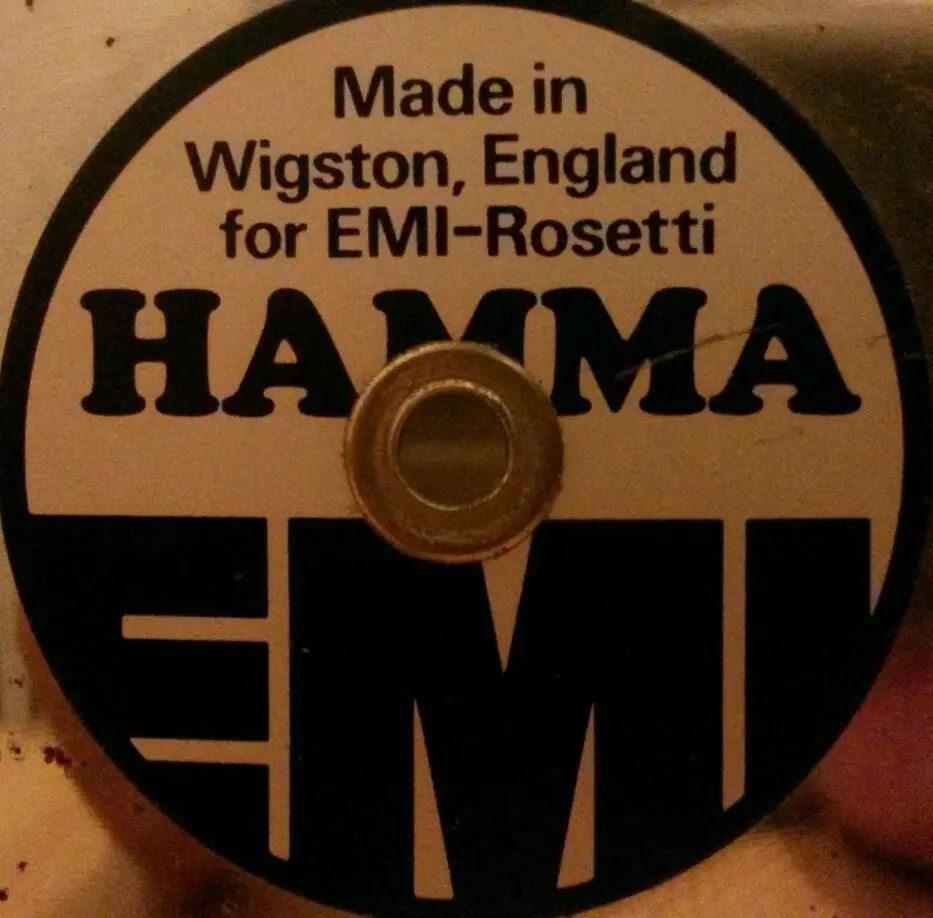 Made in
Wigston, England
for EMI-Rosetti
HAMMA
EMI